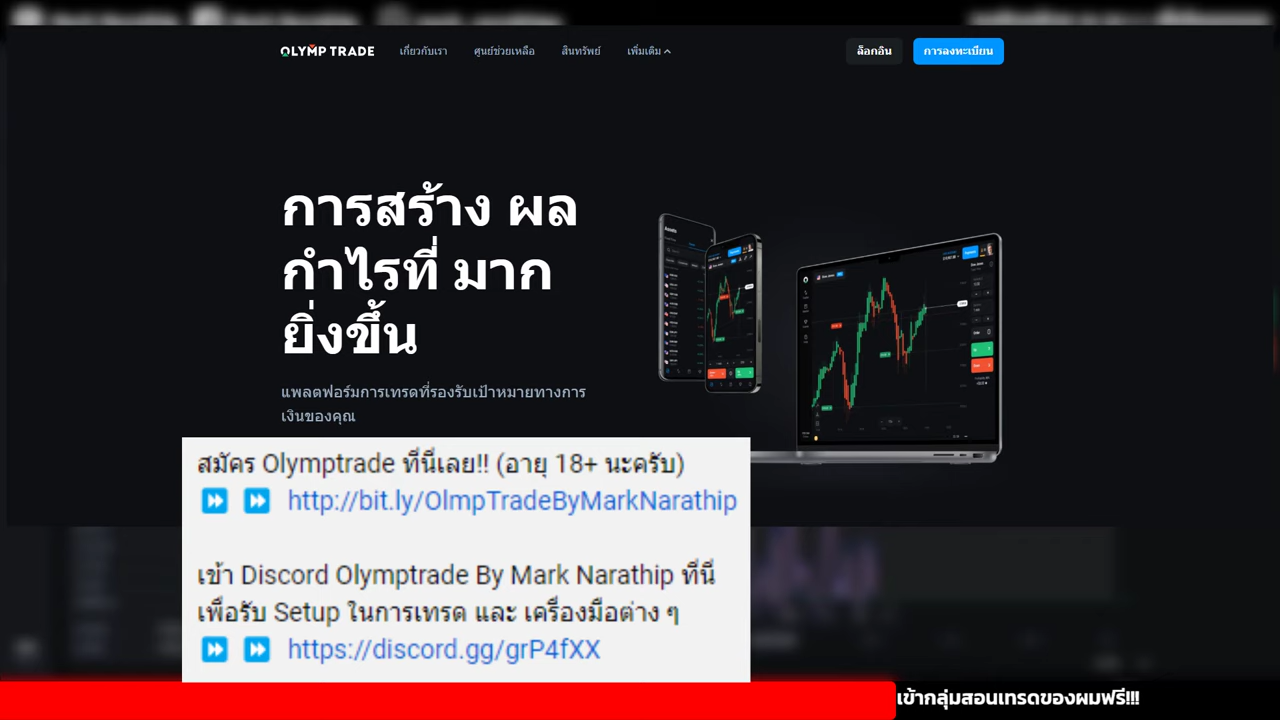 OLYMP TRADE เกี่ยวกับเรา ศูนย์ช่วยเหลือ สินทรัพย์ เพิ่มเติม ล็อกอิน การลงทะเบียน
การสร้าง ผล
กำไรที่ มาก
ยิ่งขึ้น
แพลตฟอร์มการเทรดที่รองรับเป้าหมายทางการ
เงินของคุณ
สมัคร Olymptrade ที่นี่เลย!! (อายุ 18+ นะครับ)
http://bit.ly/OlmpTradeByMarkNarathip
เข้า Discord Olymptrade By Mark Narathip ที่นี่
เพื่อรับ Setup ในการเทรด และ เครื่องมือต่าง ๆ
https://discord.gg/grP4fXX
เข้ากลุ่มสอนเทรดของผมฟรี!!!